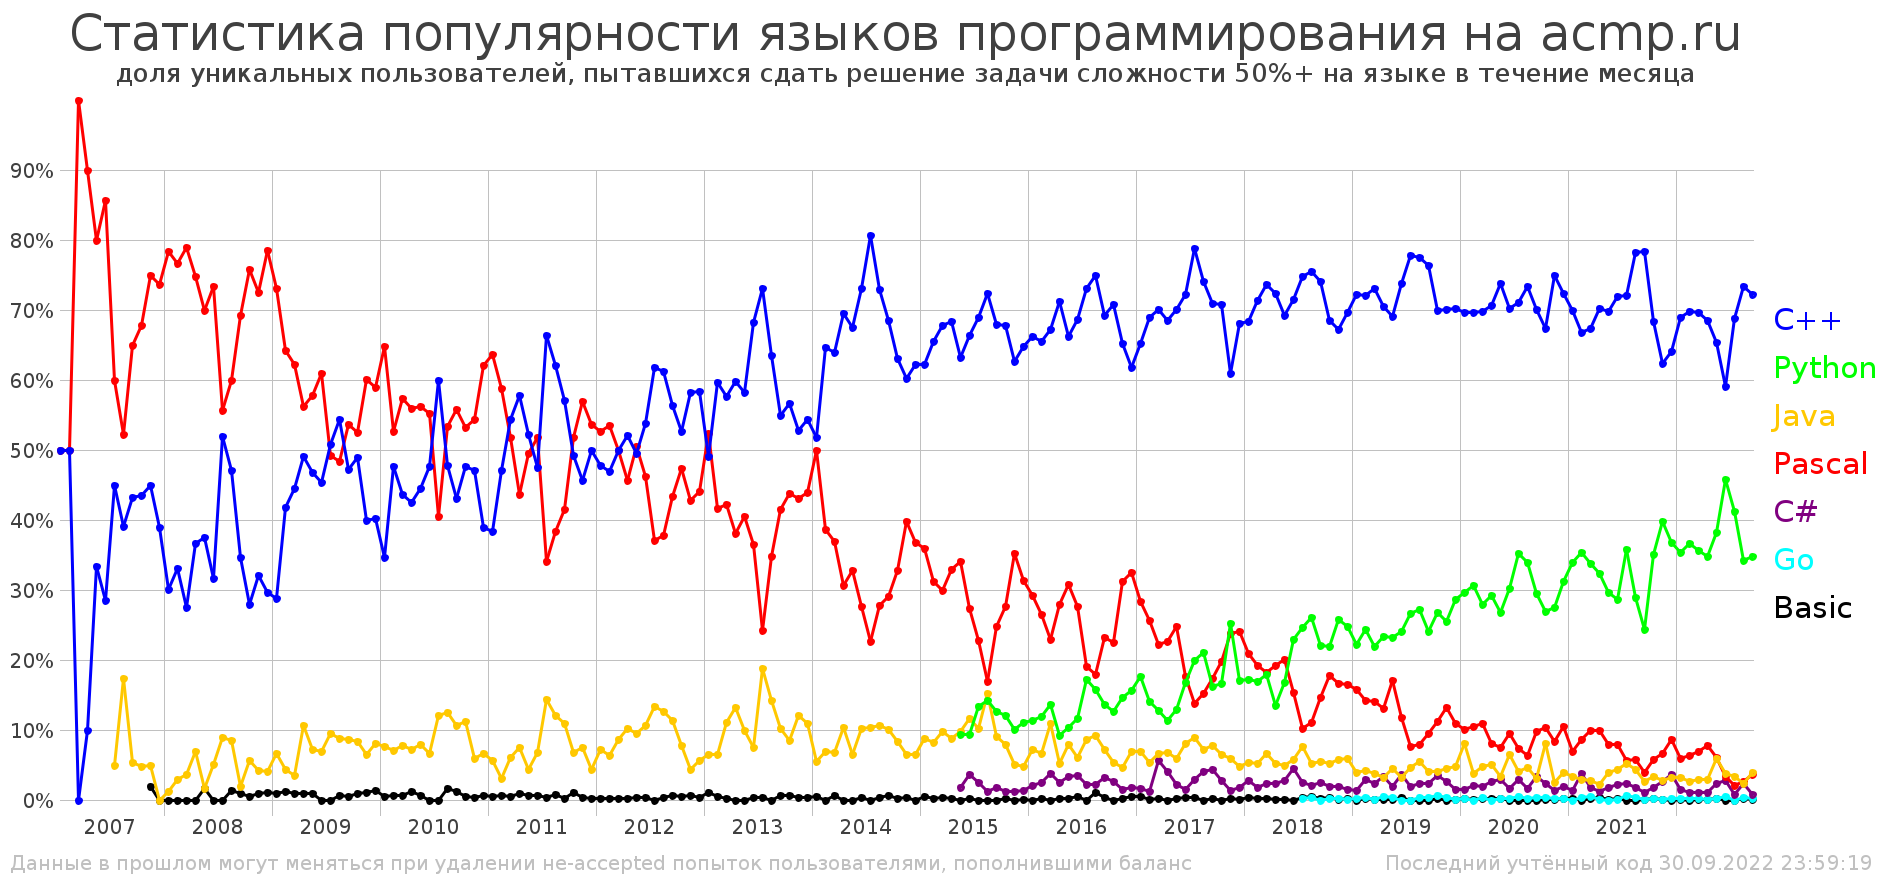 Статистика популярности языков программирования на acmp.ru
доля уникальных пользователей, пытавшихся сдать решение задачи сложности 50%+ на языке в течение месяца
90%
80%
70%
60%
50%
40%
30%
20%
10%
0%
C++
Python
Java
Pascal
C#
Go
Basic
2007 2008 2009 2010 2011 2012 2013 2014 2015 2016 2017 2018 2019 2020 2021
Данные в прошлом могут меняться при удалении не-accepted попыток пользователями, пополнившими баланс
Последний учтённый код 30.09.2022 23:59:19